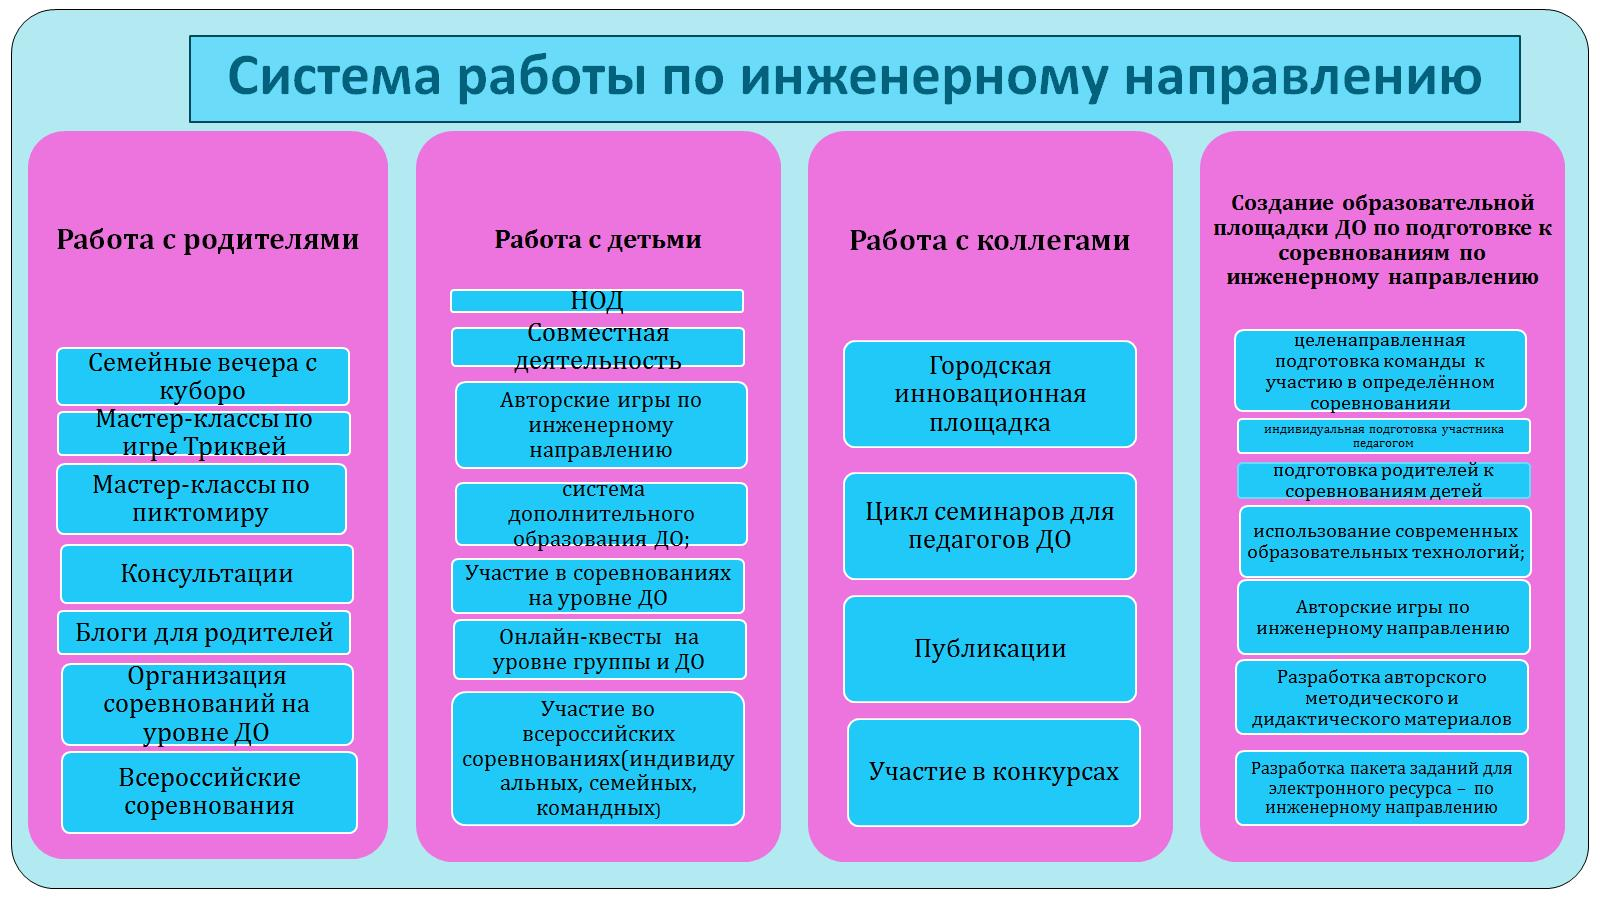 Система работы по инженерному направлению
Работа с родителями
Семейные вечера с
куборо
Мастер-классы по
игре Триквей
Мастер-классы по
пиктомиру
Консультации
Блоги для родителей
Организация
соревнований на
уровне ДО
Всероссийские
соревнования
Работа с детьми
НОД
Совместная
деятельность
Авторские игры по
инженерному
направлению
система
дополнительного
образования ДО;
Участие в соревнованиях
на уровне ДО
Онлайн-квесты на
уровне группы и ДО
Участие во
всероссийских
соревнованиях(индивиду
альных, семейных,
командных)
Работа с коллегами
Городская
инновационная
площадка
Цикл семинаров для
педагогов ДО
Публикации
Участие в конкурсах
Создание образовательной
площадки ДО по подготовке к
соревнованиям по
инженерному направлению
целенаправленная
подготовка команды к
участию в определённом
соревнованияи
индивидуальная подготовка участника
педагогом
подготовка родителей к
соревнованиям детей
использование современных
образовательных технологий;
Авторские игры по
инженерному направлению
Разработка авторского
методического и
дидактического материалов
Разработка пакета заданий для
электронного ресурса – по
инженерному направлению